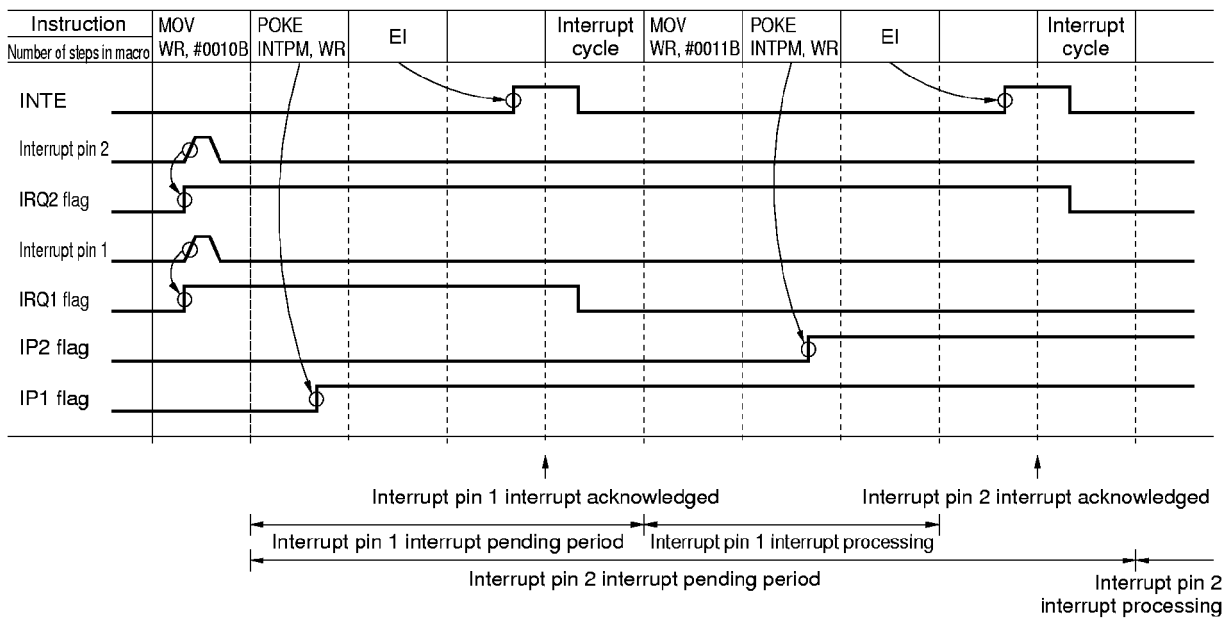 Instruction
Number of steps in macro
MOV
WR, #0010B
POKE
INTPM, WR
EI
Interrupt
cycle
MOV
WR, #0011B
POKE
INTPM, WR
EI
Interrupt
cycle
INTE
Interrupt pin 2
IRQ2 flag
Interrupt pin 1
IRQ1 flag
IP2 flag
IP1 flag
Interrupt pin 1 interrupt acknowledged
Interrupt pin 2 interrupt acknowledged
Interrupt pin 1 interrupt pending period
Interrupt pin 1 interrupt processing
Interrupt pin 2 interrupt pending period
Interrupt pin 2
interrupt processing